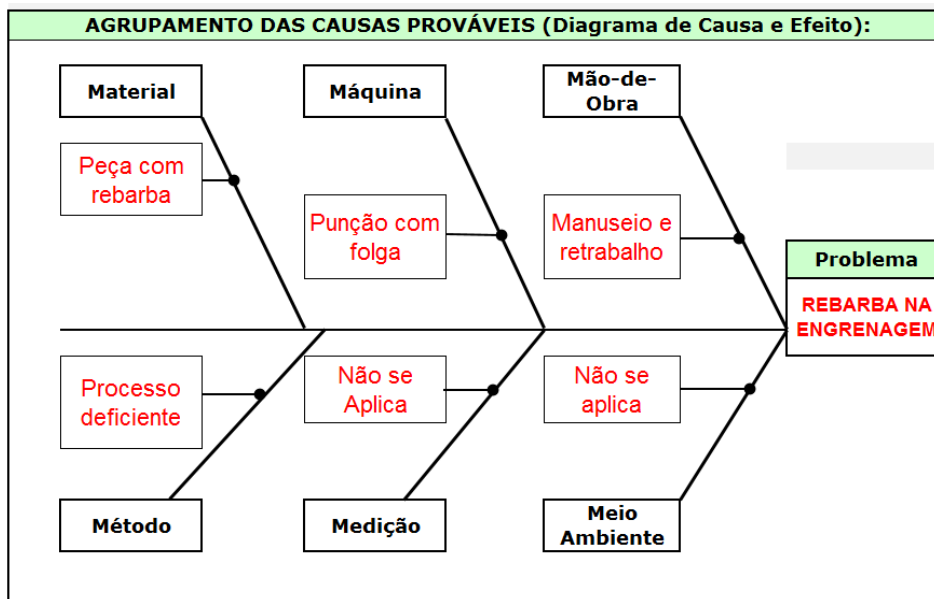 AGRUPAMENTO DAS CAUSAS PROVÁVEIS (Diagrama de Causa e Efeito):
Material
Máquina
Mão-de-
Obra
Peça com
rebarba
Punção com
folga
Manuseio e
retrabalho
Problema
REBARBA NA
ENGRENAGEM
Processo
deficiente
Não se
Aplica
Não se
aplica
Método
Medição
Meio
Ambiente